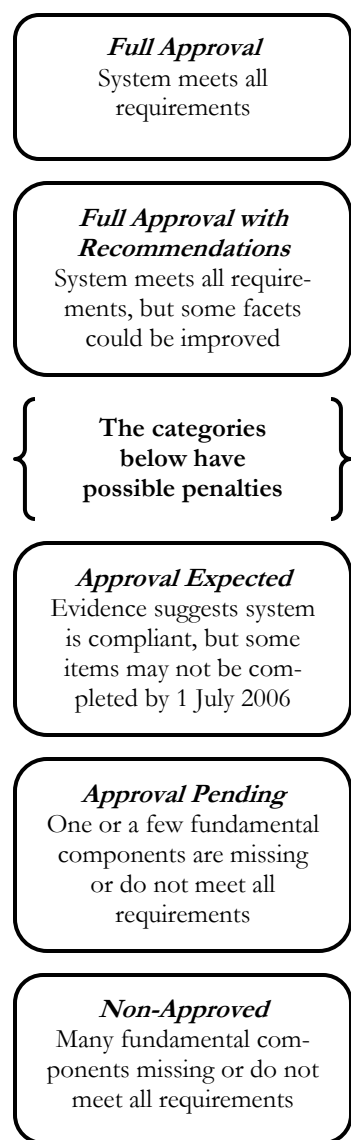 Full Approval
System meets all
requirements
Full Approval with
Recommendations
System meets all require-
ments, but some facets
could be improved
The categories
below have
possible penalties
Approval Expected
Evidence suggests system
is compliant, but some
items may not be com-
pleted by 1 July 2006
Approval Pending
One or a few fundamental
components are missing
or do not meet all
requirements
Non-Approved
Many fundamental com-
ponents missing or do not
meet all requirements